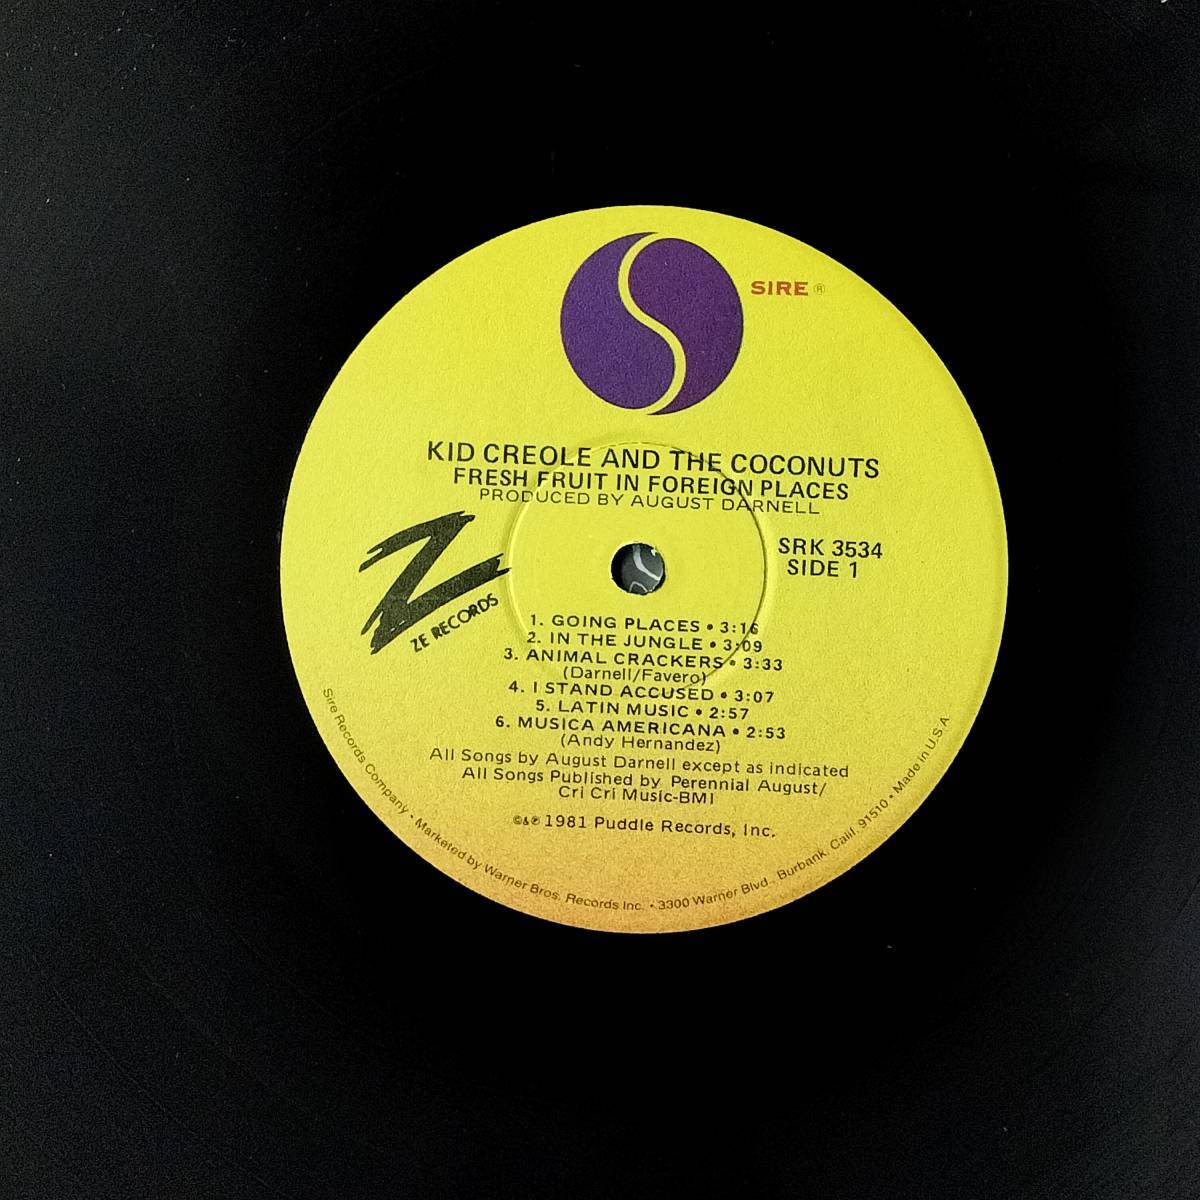 SIRE ®
KID CREOLE AND THE COCONUTS
FRESH FRUIT IN FOREIGN PLACES
PRODUCED BY AUGUST DARNELL
Z
ZE RECORDS
SRK 3534
SIDE 1
1. GOING PLACES • 3:16
2. IN THE JUNGLE • 3:09
3. ANIMAL CRACKERS • 3:33
(Darnell/Favero)
4. I STAND ACCUSED • 3:07
5. LATIN MUSIC • 2:57
6. MUSICA AMERICANA • 2:53
(Andy Hernandez)
All Songs by August Darnell except as indicated
All Songs Published by Perennial August/
Cri Cri Music-BMI
©&℗ 1981 Puddle Records, Inc.
Sire Records Company • Marketed by Warner Bros. Records Inc. • 3300 Warner Blvd., Burbank, Calif. 91510 • Made in U.S.A.